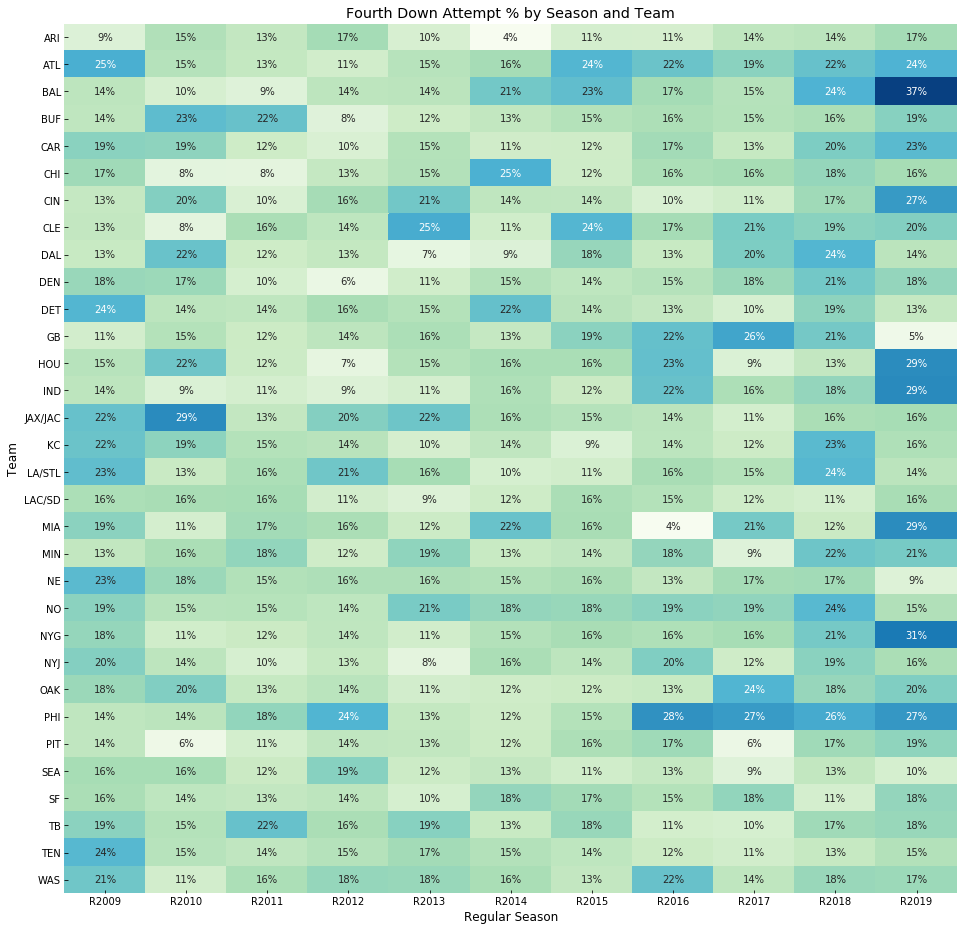 Fourth Down Attempt % by Season and Team
ARI 9% 15% 13% 17% 10% 4% 11% 11% 14% 14% 17%
ATL 25% 15% 13% 11% 15% 16% 24% 22% 19% 22% 24%
BAL 14% 10% 9% 14% 14% 21% 23% 17% 15% 24% 37%
BUF 14% 23% 22% 8% 12% 13% 15% 16% 15% 16% 19%
CAR 19% 19% 12% 10% 15% 11% 12% 17% 13% 20% 23%
CHI 17% 8% 8% 13% 15% 25% 12% 16% 16% 18% 16%
CIN 13% 20% 10% 16% 21% 14% 14% 10% 11% 17% 27%
CLE 13% 8% 16% 14% 25% 11% 24% 17% 21% 19% 20%
DAL 13% 22% 12% 13% 7% 9% 18% 13% 20% 24% 14%
DEN 18% 17% 10% 6% 11% 15% 14% 15% 18% 21% 18%
DET 24% 14% 14% 16% 15% 22% 14% 13% 10% 19% 13%
GB 11% 15% 12% 14% 16% 13% 19% 22% 26% 21% 5%
HOU 15% 22% 12% 7% 15% 16% 16% 23% 9% 13% 29%
IND 14% 9% 11% 9% 11% 16% 12% 22% 16% 18% 29%
JAX/JAC 22% 29% 13% 20% 22% 16% 15% 14% 11% 16% 16%
KC 22% 19% 15% 14% 10% 14% 9% 14% 12% 23% 16%
LA/STL 23% 13% 16% 21% 16% 10% 11% 16% 15% 24% 14%
LAC/SD 16% 16% 16% 11% 9% 12% 16% 15% 12% 11% 16%
MIA 19% 11% 17% 16% 12% 22% 16% 4% 21% 12% 29%
MIN 13% 16% 18% 12% 19% 13% 14% 18% 9% 22% 21%
NE 23% 18% 15% 16% 16% 15% 16% 13% 17% 17% 9%
NO 19% 15% 15% 14% 21% 18% 18% 19% 19% 24% 15%
NYG 18% 11% 12% 14% 11% 15% 16% 16% 16% 21% 31%
NYJ 20% 14% 10% 13% 8% 16% 14% 20% 12% 19% 16%
OAK 18% 20% 13% 14% 11% 12% 12% 13% 24% 18% 20%
PHI 14% 14% 18% 24% 13% 12% 15% 28% 27% 26% 27%
PIT 14% 6% 11% 14% 13% 12% 16% 17% 6% 17% 19%
SEA 16% 16% 12% 19% 12% 13% 11% 13% 9% 13% 10%
SF 16% 14% 13% 14% 10% 18% 17% 15% 18% 11% 18%
TB 19% 15% 22% 16% 19% 13% 18% 11% 10% 17% 18%
TEN 24% 15% 14% 15% 17% 15% 14% 12% 11% 13% 15%
WAS 21% 11% 16% 18% 18% 16% 13% 22% 14% 18% 17%
R2009 R2010 R2011 R2012 R2013 R2014 R2015 R2016 R2017 R2018 R2019
Regular Season
Team